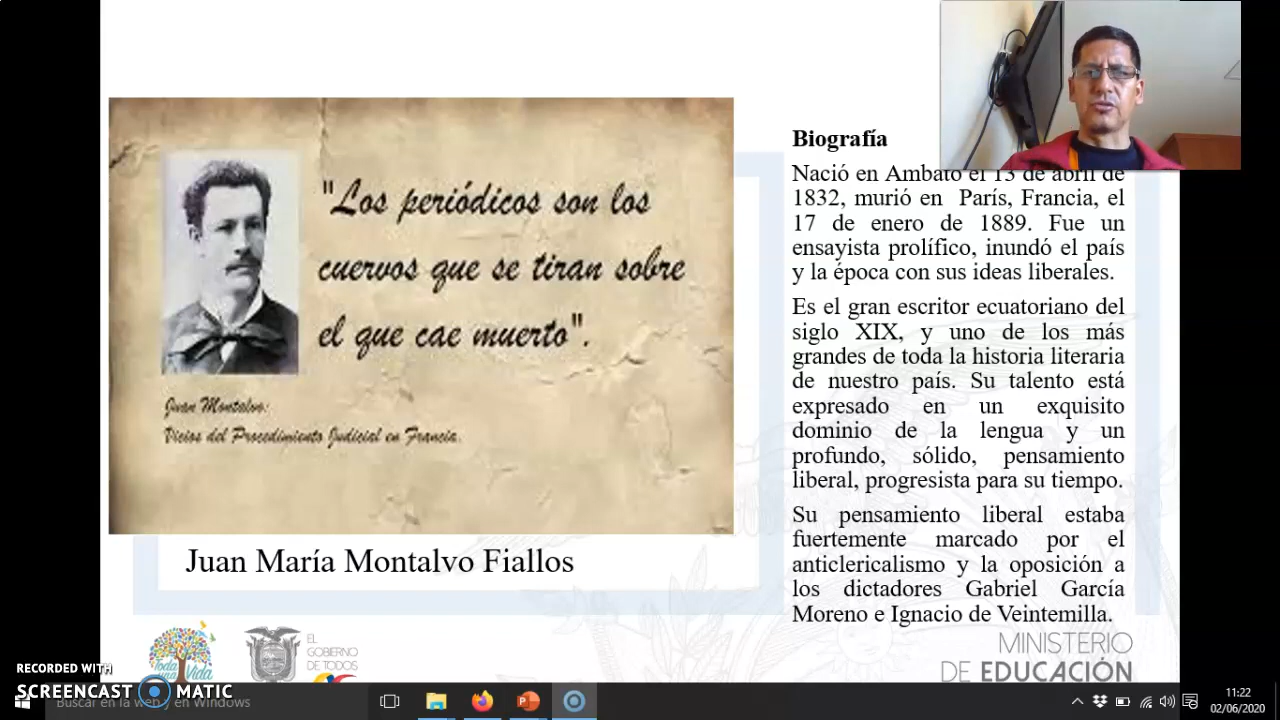 "Los periódicos son los
cuervos que se tiran sobre
el que cae muerto".
Juan Montalvo:
Vicios del Procedimiento Judicial en Francia.
Juan María Montalvo Fiallos
Biografía
Nació en Ambato el 13 de abril de
1832, murió en París, Francia, el
17 de enero de 1889. Fue un
ensayista prolífico, inundó el país
y la época con sus ideas liberales.
Es el gran escritor ecuatoriano del
siglo XIX, y uno de los más
grandes de toda la historia literaria
de nuestro país. Su talento está
expresado en un exquisito
dominio de la lengua y un
profundo, sólido, pensamiento
liberal, progresista para su tiempo.
Su pensamiento liberal estaba
fuertemente marcado por el
anticlericalismo y la oposición a
los dictadores Gabriel García
Moreno e Ignacio de Veintemilla.
Toda
una Vida
EL
GOBIERNO
DE TODOS
MINISTERIO
DE EDUCACIÓN
RECORDED WITH
SCREENCAST MATIC
Buscar en la web y en Windows
11:22
02/06/2020